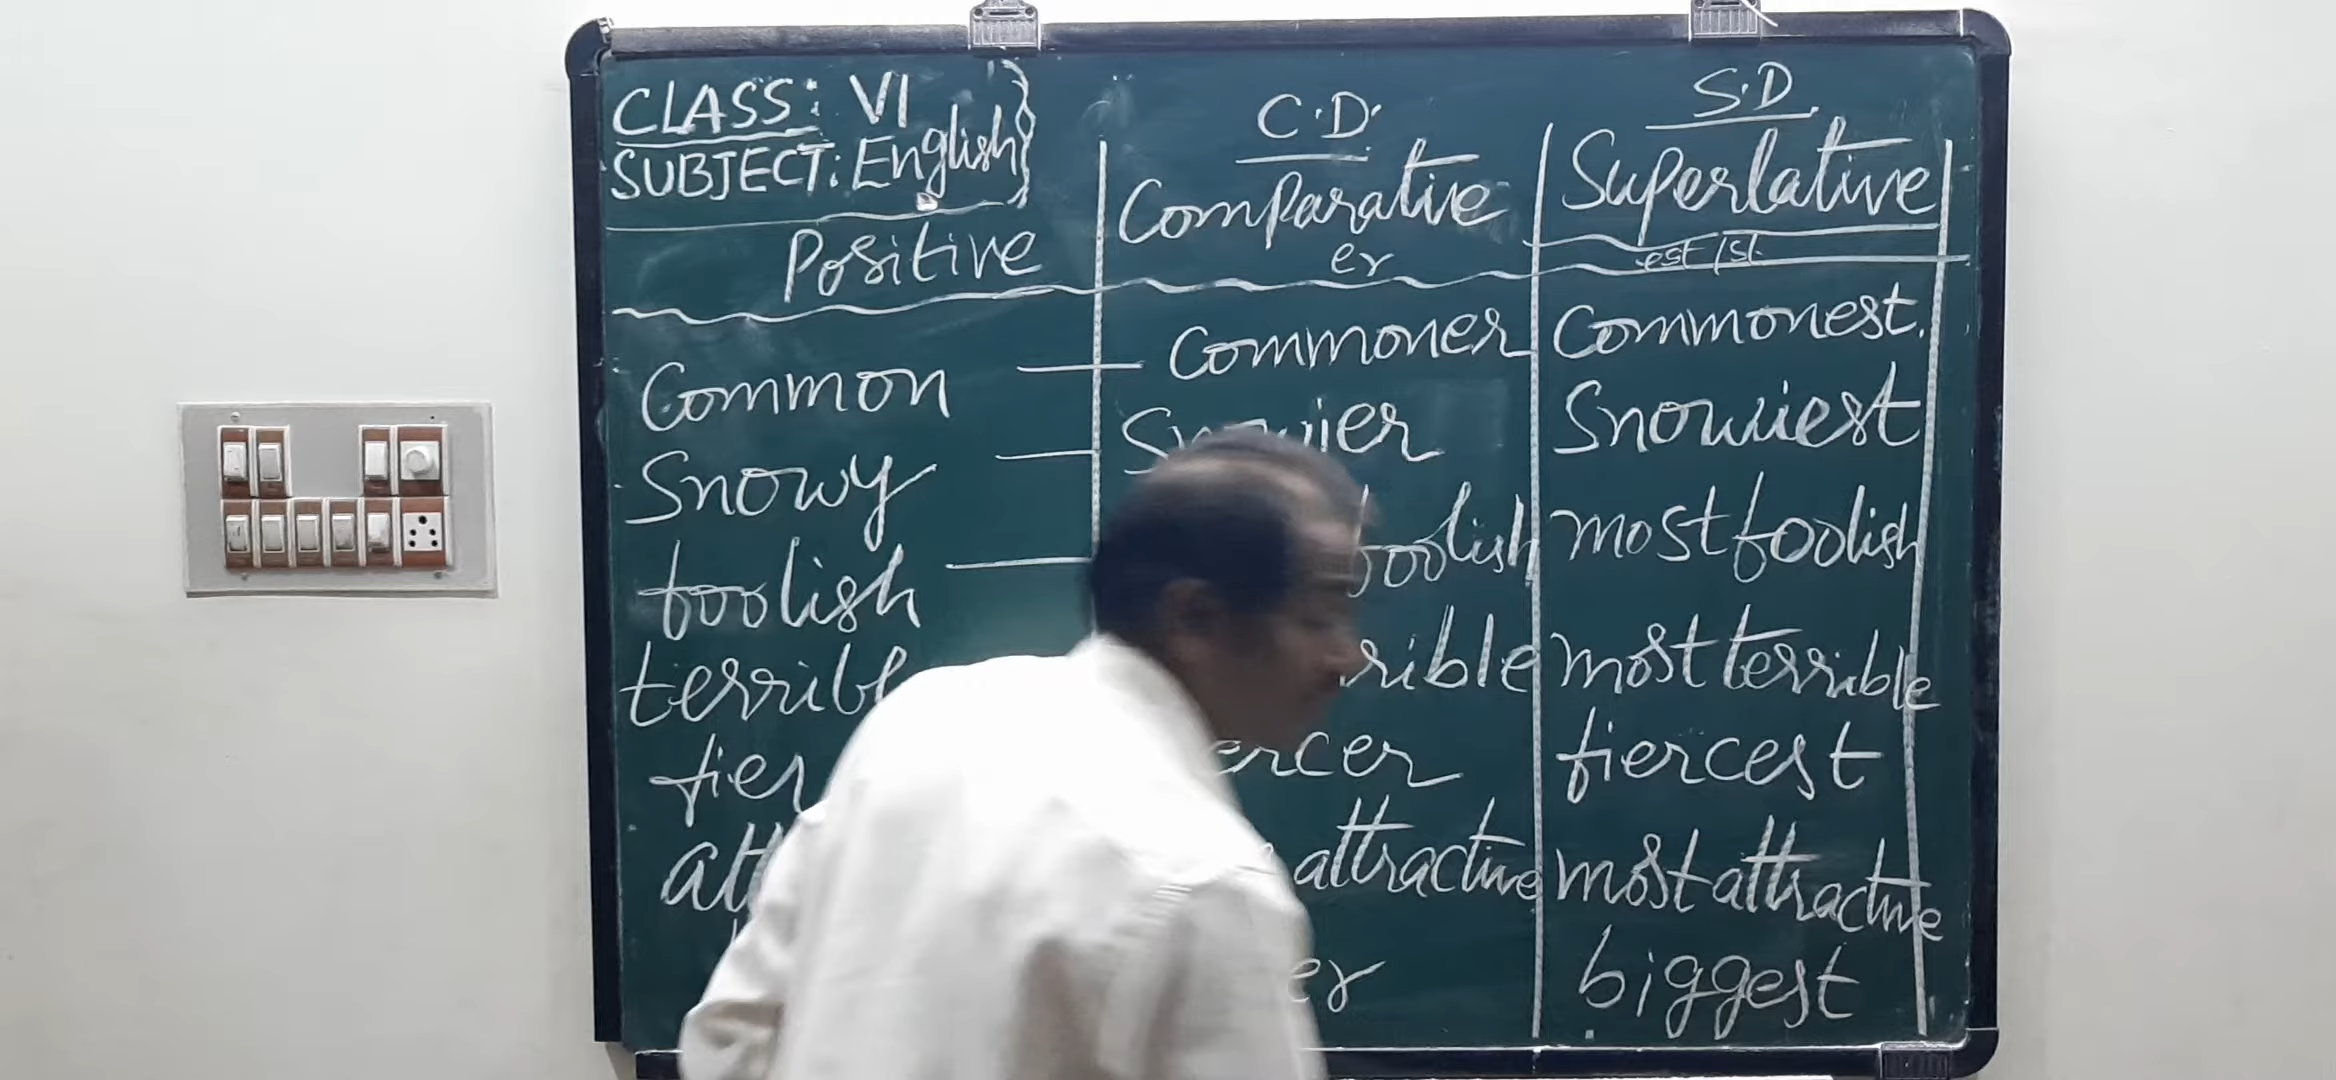 CLASS: VI
SUBJECT: English
C.D.
S.D.
Positive
Comparative
er
Superlative
est/st
Common — Commoner Commonest.
Snowy — Snowiest
foolish — foolish most foolish
most terrible
fiercest
attractive most attractive
biggest